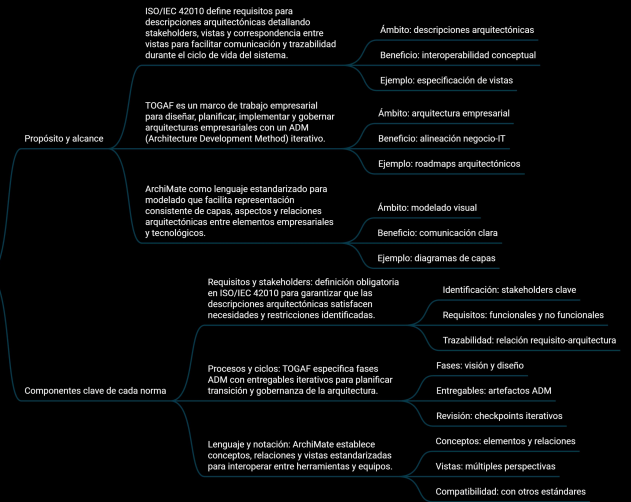 Propósito y alcance
ISO/IEC 42010 define requisitos para
descripciones arquitectónicas detallando
stakeholders, vistas y correspondencia entre
vistas para facilitar comunicación y trazabilidad
durante el ciclo de vida del sistema.
Ámbito: descripciones arquitectónicas
Beneficio: interoperabilidad conceptual
Ejemplo: especificación de vistas
TOGAF es un marco de trabajo empresarial
para diseñar, planificar, implementar y gobernar
arquitecturas empresariales con un ADM
(Architecture Development Method) iterativo.
Ámbito: arquitectura empresarial
Beneficio: alineación negocio-IT
Ejemplo: roadmaps arquitectónicos
ArchiMate como lenguaje estandarizado para
modelado que facilita representación
consistente de capas, aspectos y relaciones
arquitectónicas entre elementos empresariales
y tecnológicos.
Ámbito: modelado visual
Beneficio: comunicación clara
Ejemplo: diagramas de capas
Componentes clave de cada norma
Requisitos y stakeholders: definición obligatoria
en ISO/IEC 42010 para garantizar que las
descripciones arquitectónicas satisfacen
necesidades y restricciones identificadas.
Identificación: stakeholders clave
Requisitos: funcionales y no funcionales
Trazabilidad: relación requisito-arquitectura
Procesos y ciclos: TOGAF especifica fases
ADM con entregables iterativos para planificar
transición y gobernanza de la arquitectura.
Fases: visión y diseño
Entregables: artefactos ADM
Revisión: checkpoints iterativos
Lenguaje y notación: ArchiMate establece
conceptos, relaciones y vistas estandarizadas
para interoperar entre herramientas y equipos.
Conceptos: elementos y relaciones
Vistas: múltiples perspectivas
Compatibilidad: con otros estándares